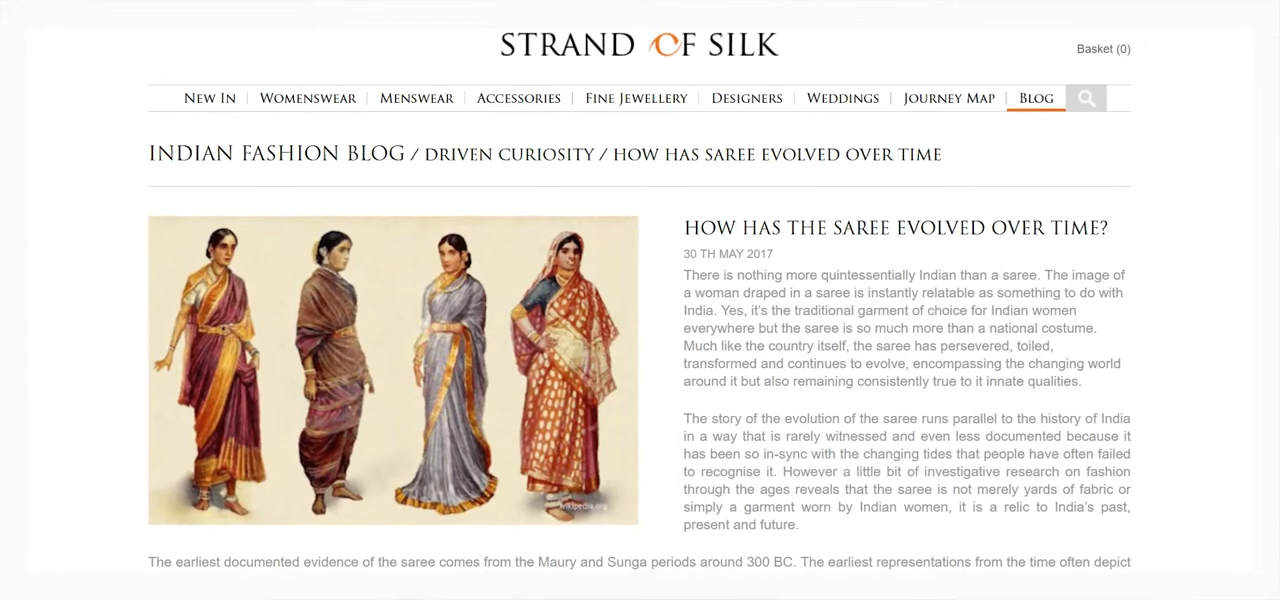 STRAND OF SILK
Basket (0)
NEW IN WOMENSWEAR MENSWEAR ACCESSORIES FINE JEWELLERY DESIGNERS WEDDINGS JOURNEY MAP BLOG
INDIAN FASHION BLOG / DRIVEN CURIOSITY / HOW HAS SAREE EVOLVED OVER TIME
HOW HAS THE SAREE EVOLVED OVER TIME?
30 TH MAY 2017
There is nothing more quintessentially Indian than a saree. The image of
a woman draped in a saree is instantly relatable as something to do with
India. Yes, it's the traditional garment of choice for Indian women
everywhere but the saree is so much more than a national costume.
Much like the country itself, the saree has persevered, toiled,
transformed and continues to evolve, encompassing the changing world
around it but also remaining consistently true to it innate qualities.
The story of the evolution of the saree runs parallel to the history of India
in a way that is rarely witnessed and even less documented because it
has been so in-sync with the changing tides that people have often failed
to recognise it. However a little bit of investigative research on fashion
through the ages reveals that the saree is not merely yards of fabric or
simply a garment worn by Indian women, it is a relic to India's past,
present and future.
wikipedia.org
The earliest documented evidence of the saree comes from the Maury and Sunga periods around 300 BC. The earliest representations from the time often depict